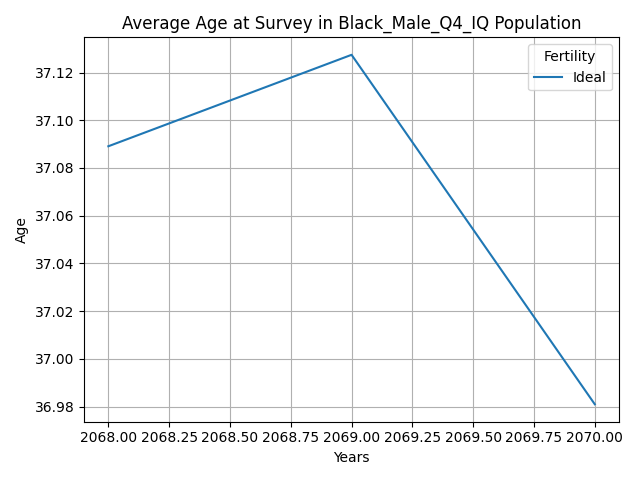 Average Age at Survey in Black_Male_Q4_IQ Population
Fertility
Ideal
37.12
37.10
37.08
37.06
37.04
37.02
37.00
36.98
Age
2068.00 2068.25 2068.50 2068.75 2069.00 2069.25 2069.50 2069.75 2070.00
Years